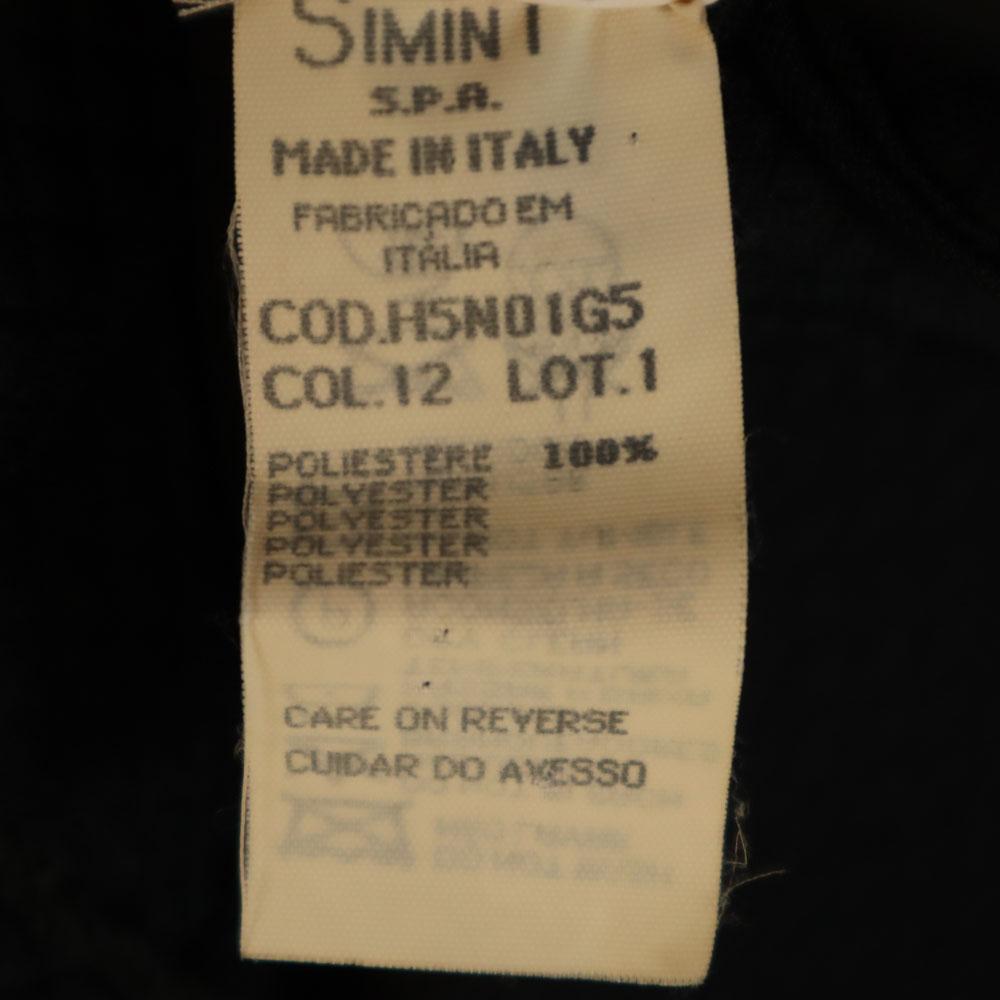 SIMINT
S.P.A.
MADE IN ITALY
FABRICADO EM
ITÁLIA
COD.H5N01G5
COL.12 LOT.1
POLIESTERE 100%
POLYESTER
POLYESTER
POLYESTER
POLIESTER
CARE ON REVERSE
CUIDAR DO AVESSO